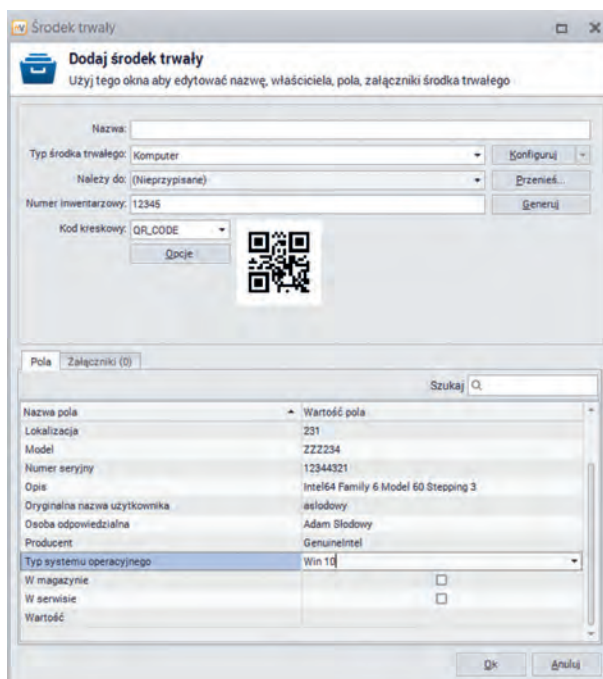 Środek trwały
Dodaj środek trwały
Użyj tego okna aby edytować nazwę, właściciela, pola, załączniki środka trwałego
Nazwa:
Typ środka trwałego: Komputer Konfiguruj
Należy do: (Nieprzypisane) Przenieś...
Numer inwentarzowy: 12345 Generuj
Kod kreskowy: QR_CODE
Opcje
Pola Załączniki (0)
Szukaj
Nazwa pola Wartość pola
Lokalizacja 231
Model ZZZ234
Numer seryjny 12344321
Opis Intel64 Family 6 Model 60 Stepping 3
Oryginalna nazwa użytkownika aslodowy
Osoba odpowiedzialna Adam Słodowy
Producent GenuineIntel
Typ systemu operacyjnego Win 10
W magazynie
W serwisie
Wartość
Ok Anuluj